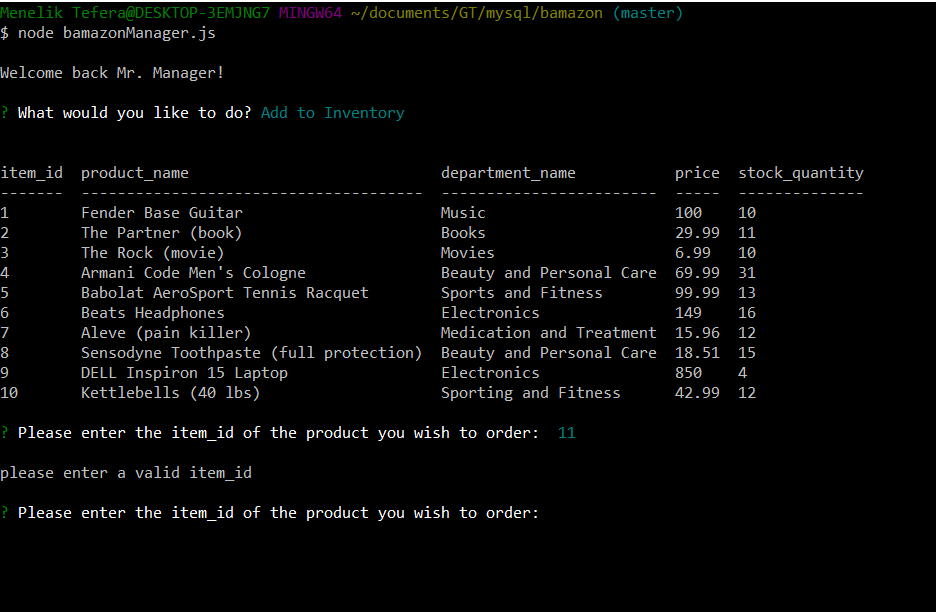 Menelik Tefera@DESKTOP-3EMJNG7 MINGW64 ~/documents/GT/mysql/bamazon (master)
$ node bamazonManager.js
Welcome back Mr. Manager!
? What would you like to do? Add to Inventory
item_id  product_name                            department_name           price  stock_quantity
-------  --------------------------------------  ------------------------  -----  --------------
1        Fender Base Guitar                      Music                     100    10
2        The Partner (book)                      Books                     29.99  11
3        The Rock (movie)                        Movies                    6.99   10
4        Armani Code Men's Cologne               Beauty and Personal Care  69.99  31
5        Babolat AeroSport Tennis Racquet        Sports and Fitness        99.99  13
6        Beats Headphones                        Electronics               149    16
7        Aleve (pain killer)                     Medication and Treatment  15.96  12
8        Sensodyne Toothpaste (full protection)  Beauty and Personal Care  18.51  15
9        DELL Inspiron 15 Laptop                 Electronics               850    4
10       Kettlebells (40 lbs)                    Sporting and Fitness      42.99  12
? Please enter the item_id of the product you wish to order:  11
please enter a valid item_id
? Please enter the item_id of the product you wish to order: